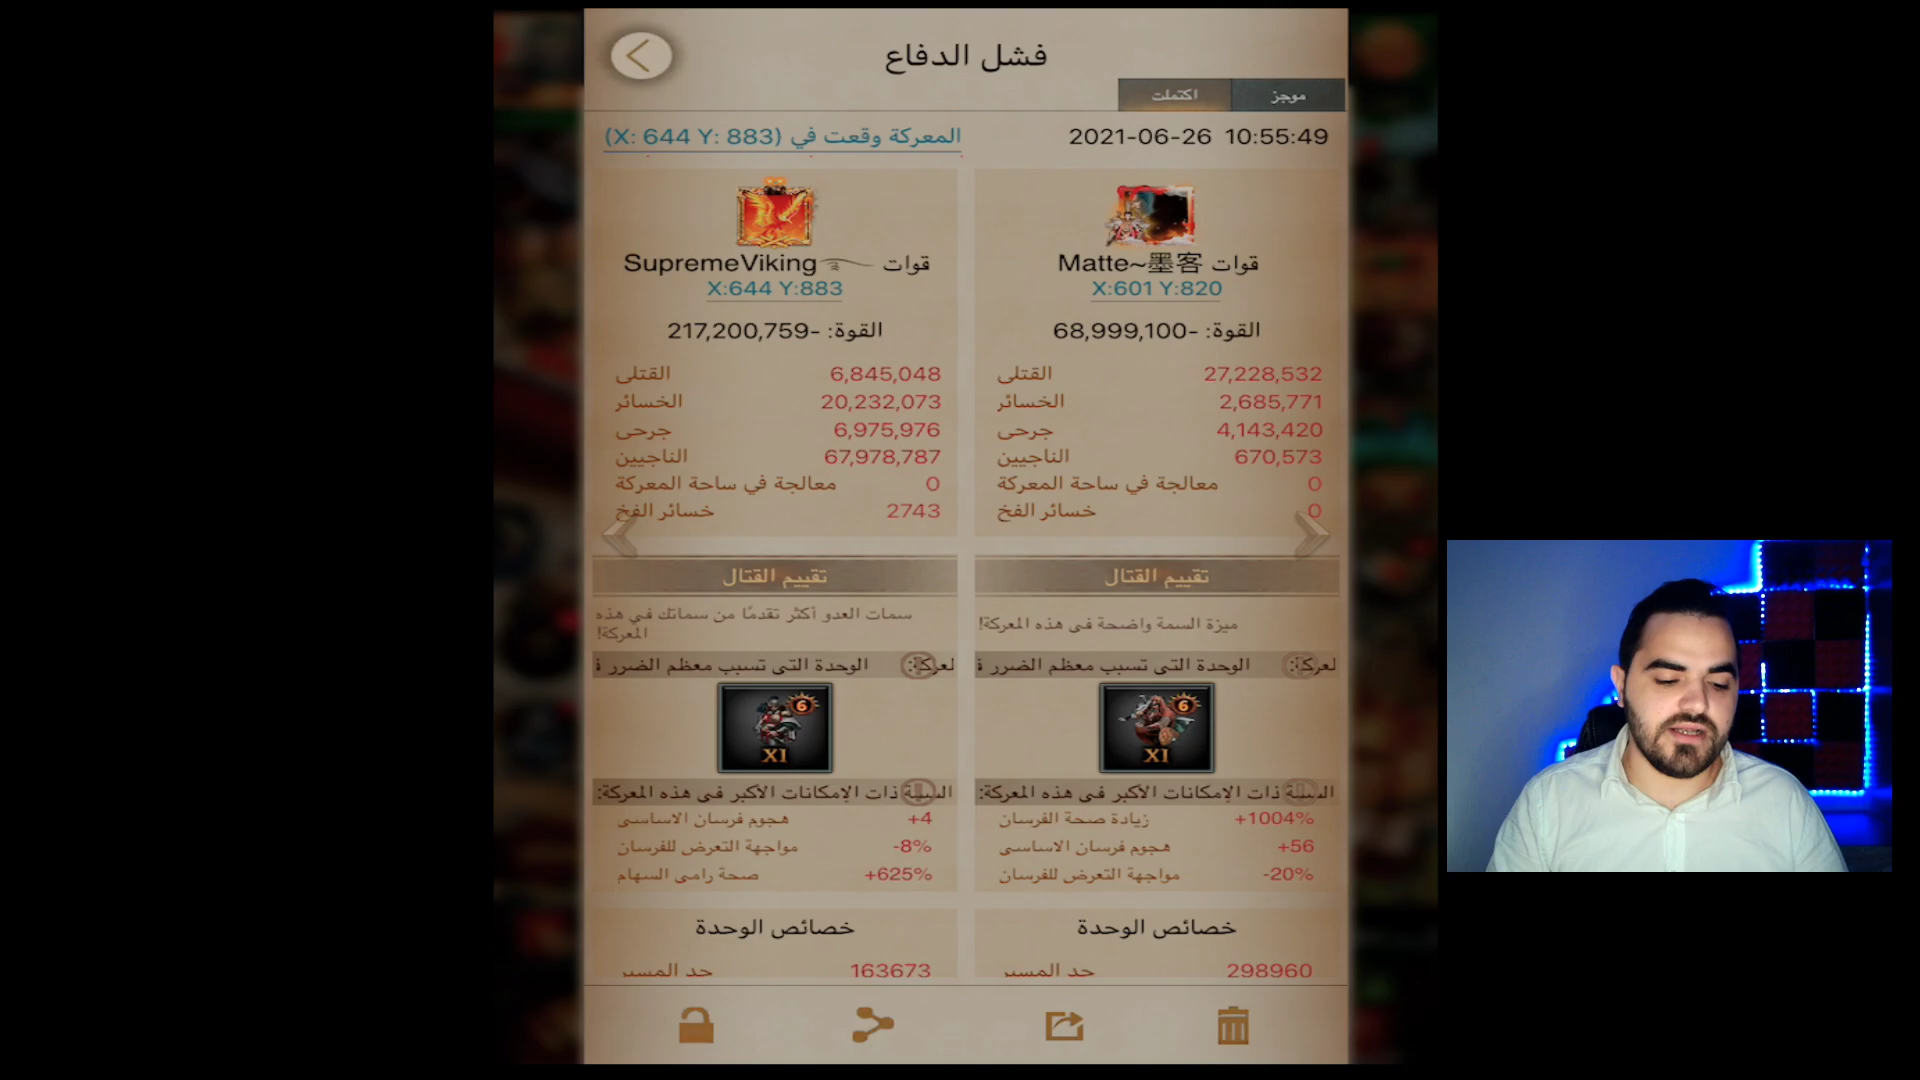 فشل الدفاع
موجز
اكتملت
2021-06-26 10:55:49
المعركة وقعت في (X: 644 Y: 883)
قوات SupremeViking
X:644 Y:883
القوة: -217,200,759
القتلى 6,845,048
الخسائر 20,232,073
جرحى 6,975,976
الناجيين 67,978,787
معالجة في ساحة المعركة 0
خسائر الفخ 2743
تقييم القتال
سمات العدو أكثر تقدمًا من سماتك في هذه
المعركة!
الوحدة التي تسبب معظم الضرر
6
XI
ذات الإمكانات الأكبر في هذه المعركة:
هجوم فرسان الاساسي +4
مواجهة التعرض للفرسان -8%
صحة رامي السهام +625%
خصائص الوحدة
حد المسير 163673
قوات Matte~墨客
X:601 Y:820
القوة: -68,999,100
القتلى 27,228,532
الخسائر 2,685,771
جرحى 4,143,420
الناجيين 670,573
معالجة في ساحة المعركة 0
خسائر الفخ 0
تقييم القتال
ميزة السمة واضحة في هذه المعركة!
الوحدة التي تسبب معظم الضرر
6
XI
ذات الإمكانات الأكبر في هذه المعركة:
زيادة صحة الفرسان +1004%
هجوم فرسان الاساسي +56
مواجهة التعرض للفرسان -20%
خصائص الوحدة
حد المسير 298960